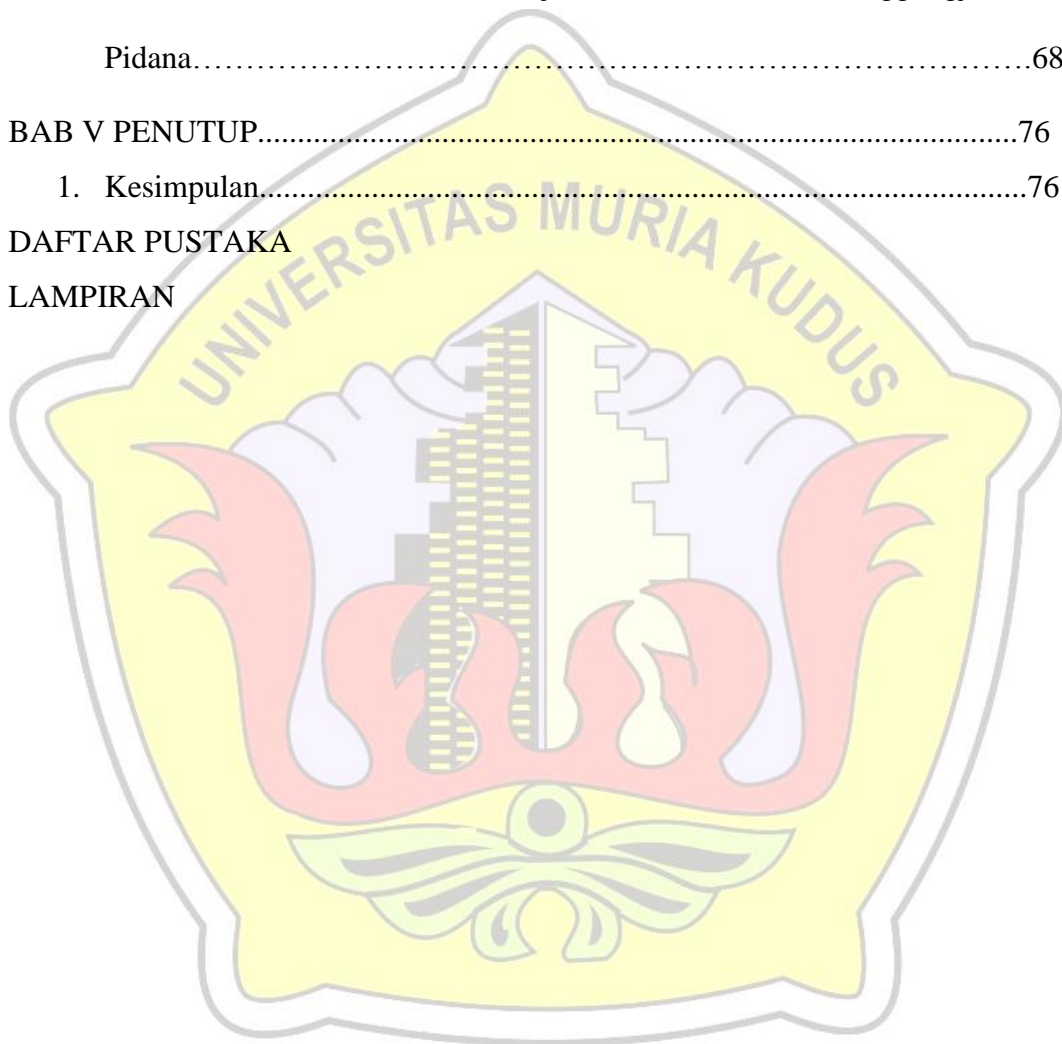 Pidana……………………………………………………………………….68
BAB V PENUTUP...............................................................................................76
1. Kesimpulan................................................................................................76
DAFTAR PUSTAKA
LAMPIRAN
UNIVERSITAS MURIA KUDUS